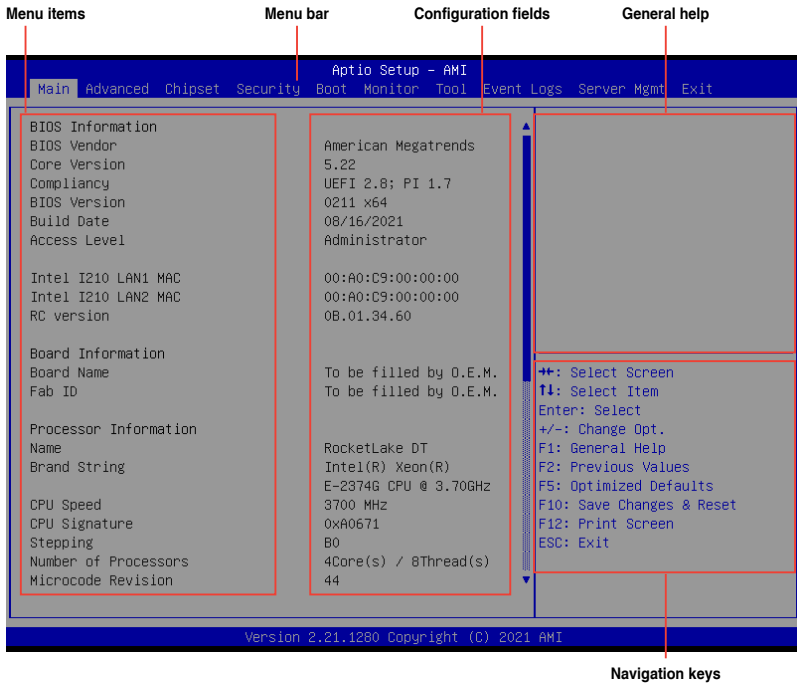 Menu items Menu bar Configuration fields General help
Aptio Setup – AMI
Main Advanced Chipset Security Boot Monitor Tool Event Logs Server Mgmt Exit
BIOS Information
BIOS Vendor American Megatrends
Core Version 5.22
Compliancy UEFI 2.8; PI 1.7
BIOS Version 0211 x64
Build Date 08/16/2021
Access Level Administrator
Intel I210 LAN1 MAC 00:A0:C9:00:00:00
Intel I210 LAN2 MAC 00:A0:C9:00:00:00
RC version 0B.01.34.60
Board Information
Board Name To be filled by O.E.M.
Fab ID To be filled by O.E.M.
Processor Information
Name RocketLake DT
Brand String Intel(R) Xeon(R)
E-2374G CPU @ 3.70GHz
CPU Speed 3700 MHz
CPU Signature 0xA0671
Stepping B0
Number of Processors 4Core(s) / 8Thread(s)
Microcode Revision 44
→←: Select Screen
↑↓: Select Item
Enter: Select
+/-: Change Opt.
F1: General Help
F2: Previous Values
F5: Optimized Defaults
F10: Save Changes & Reset
F12: Print Screen
ESC: Exit
Version 2.21.1280 Copyright (C) 2021 AMI
Navigation keys